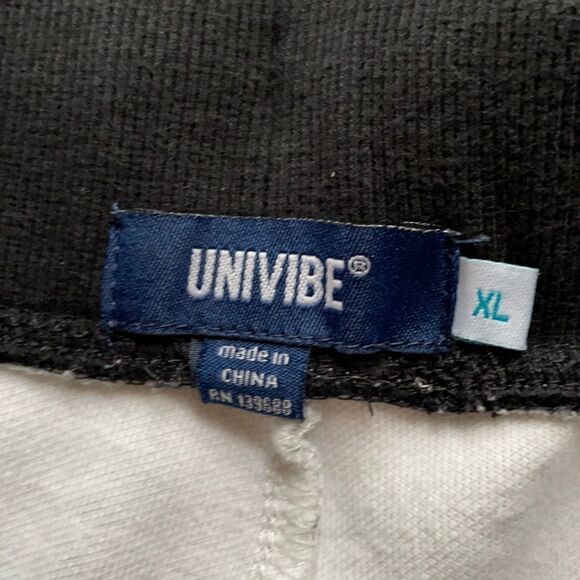 UNIVIBE®
XL
made in
CHINA
RN 139688